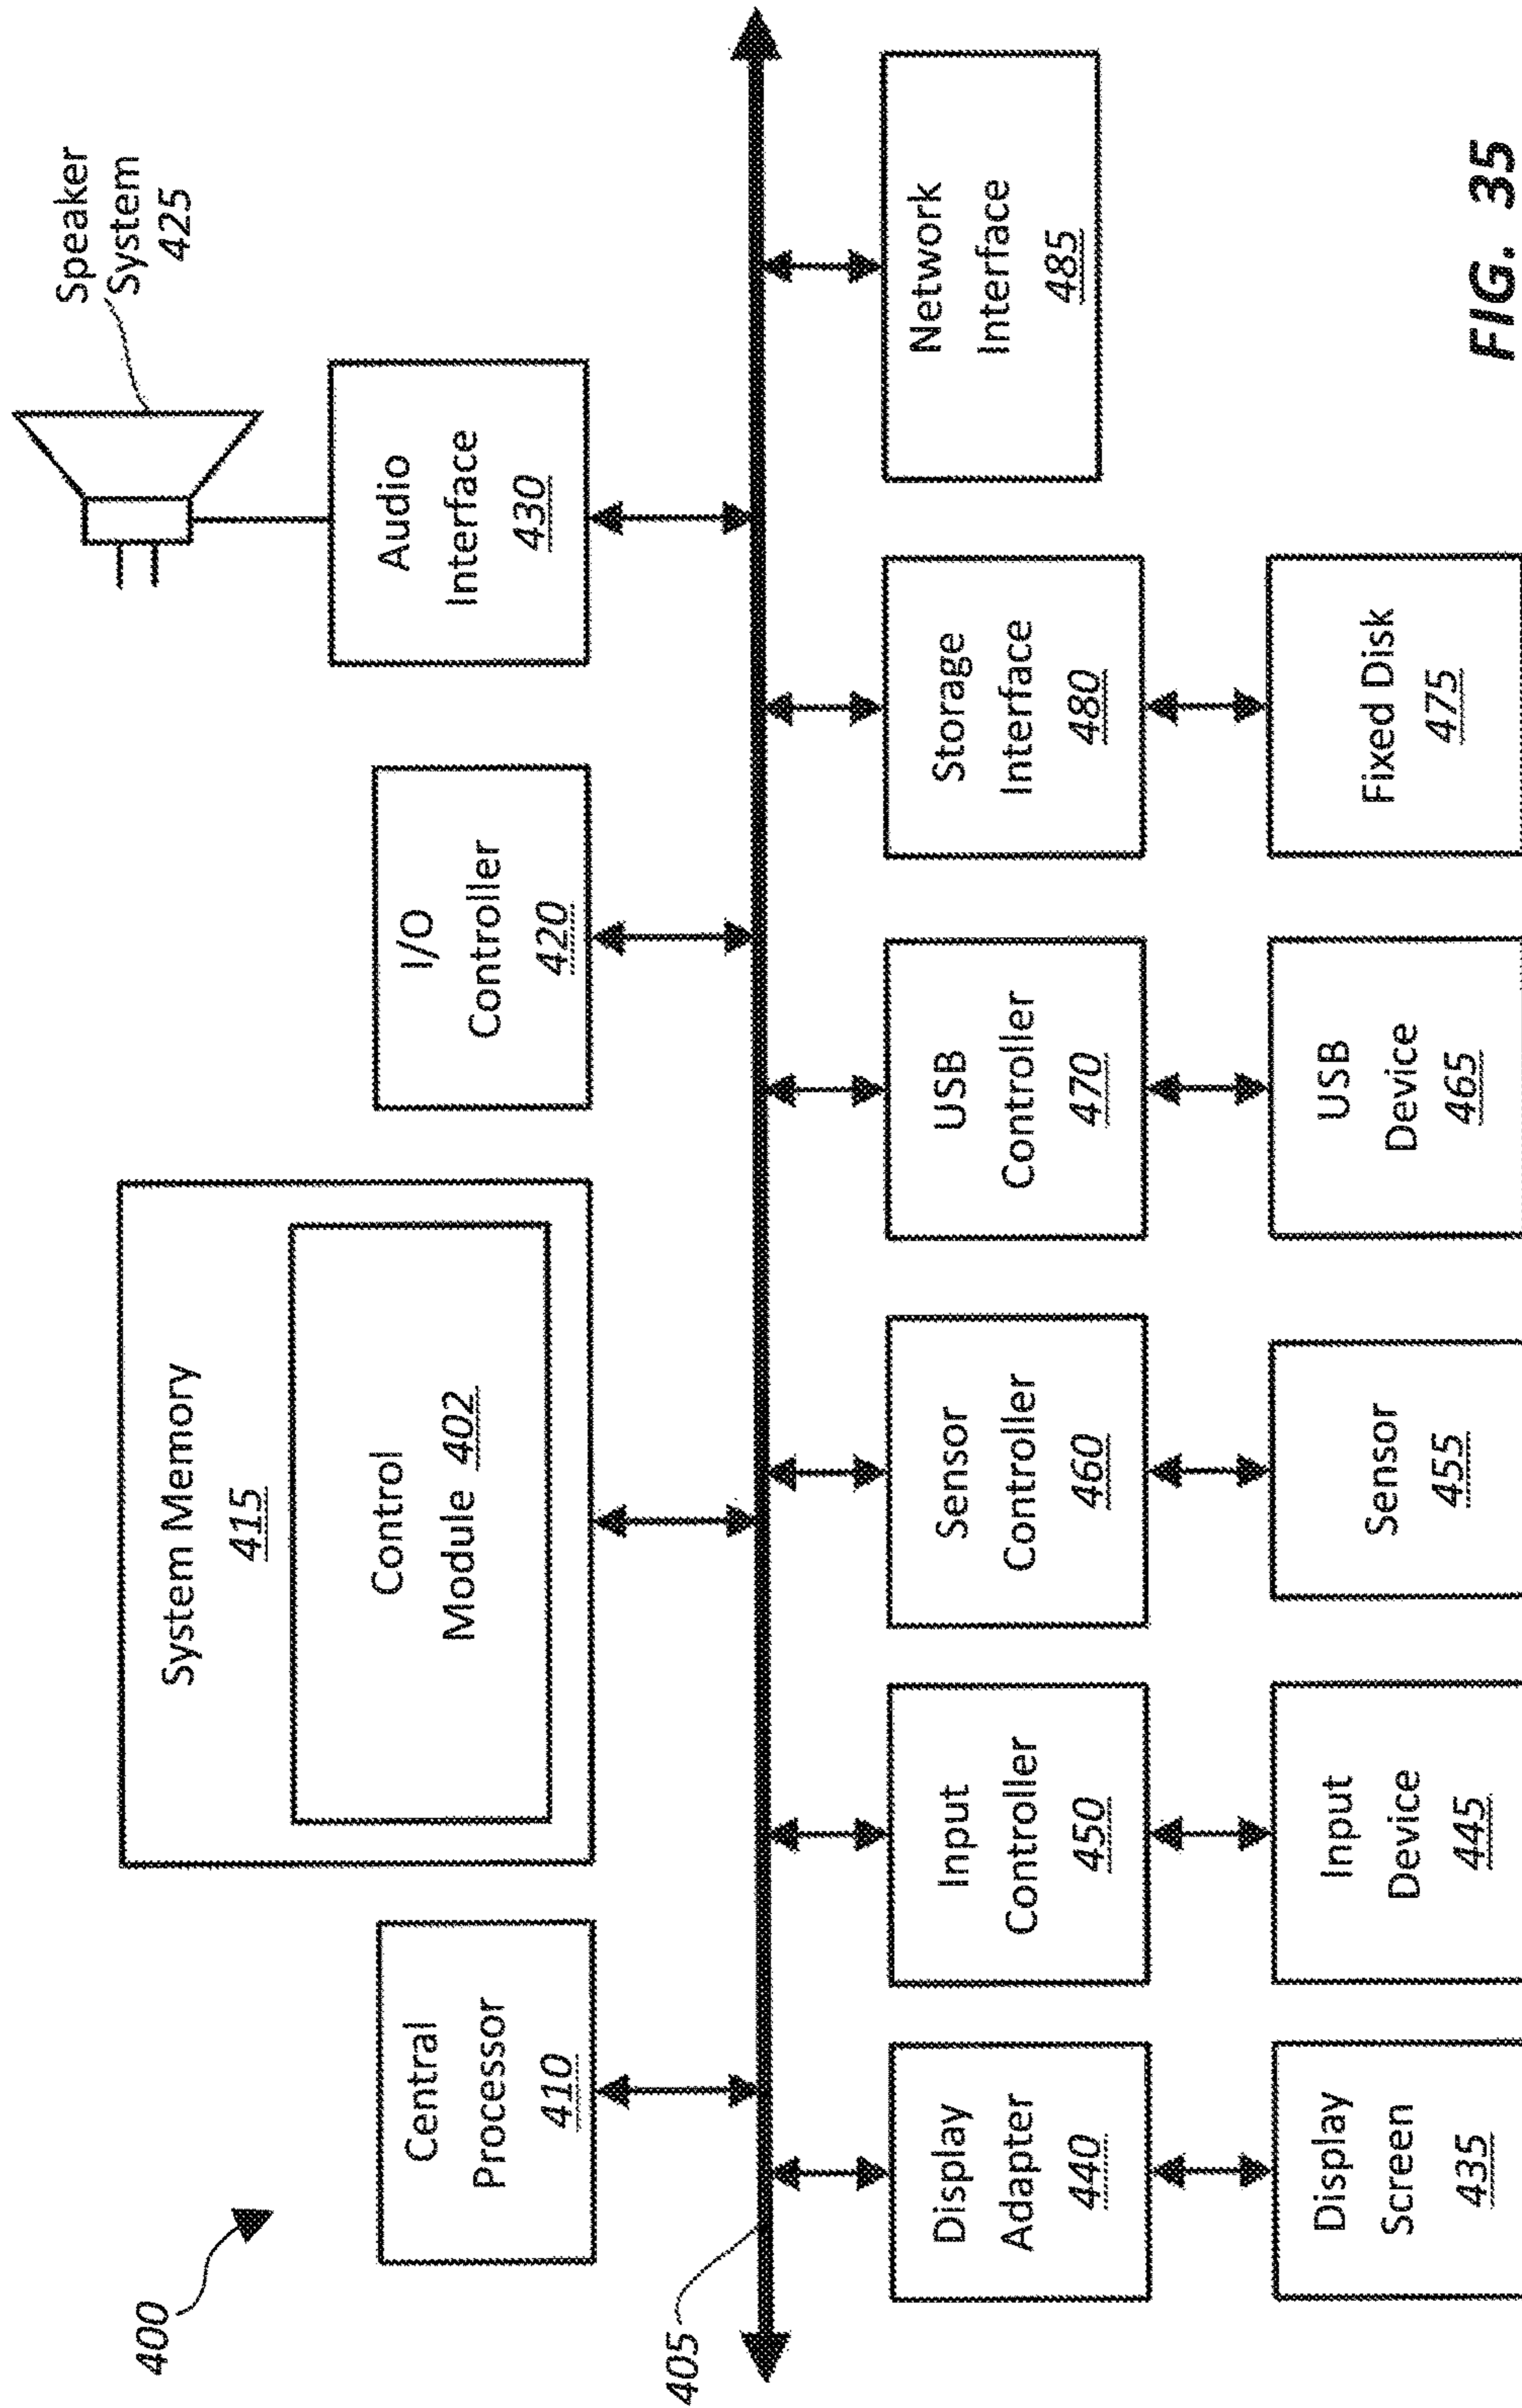 400
Speaker
System
425
System Memory
415
Control
Module 402
Central
Processor
410
I/O
Controller
420
Audio
Interface
430
405
Display
Adapter
440
Input
Controller
450
Sensor
Controller
460
USB
Controller
470
Storage
Interface
480
Network
Interface
485
Display
Screen
435
Input
Device
445
Sensor
455
USB
Device
465
Fixed Disk
475
FIG. 35